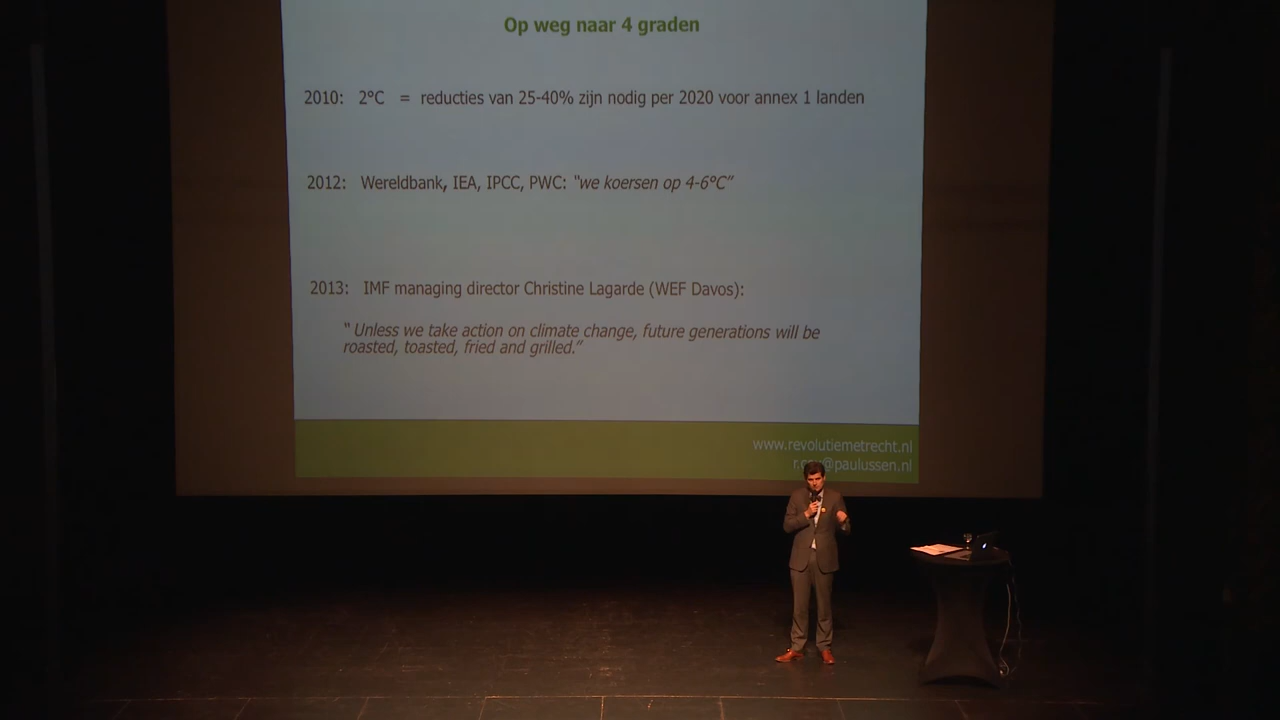 Op weg naar 4 graden
2010: 2°C = reducties van 25-40% zijn nodig per 2020 voor annex 1 landen
2012: Wereldbank, IEA, IPCC, PWC: “we koersen op 4-6°C”
2013: IMF managing director Christine Lagarde (WEF Davos):
“ Unless we take action on climate change, future generations will be
roasted, toasted, fried and grilled.”
www.revolutiemetrecht.nl